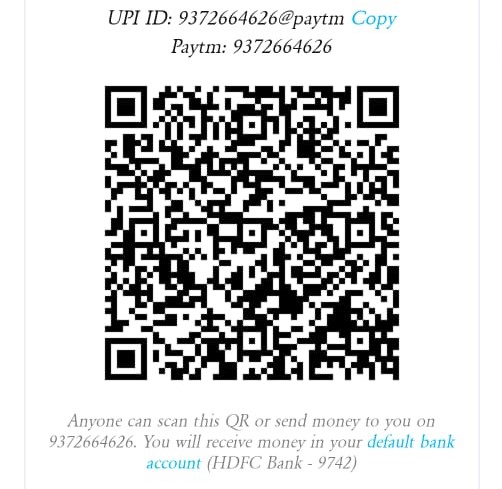 UPI ID: 9372664626@paytm Copy
Paytm: 9372664626
Anyone can scan this QR or send money to you on
9372664626. You will receive money in your default bank
account (HDFC Bank - 9742)